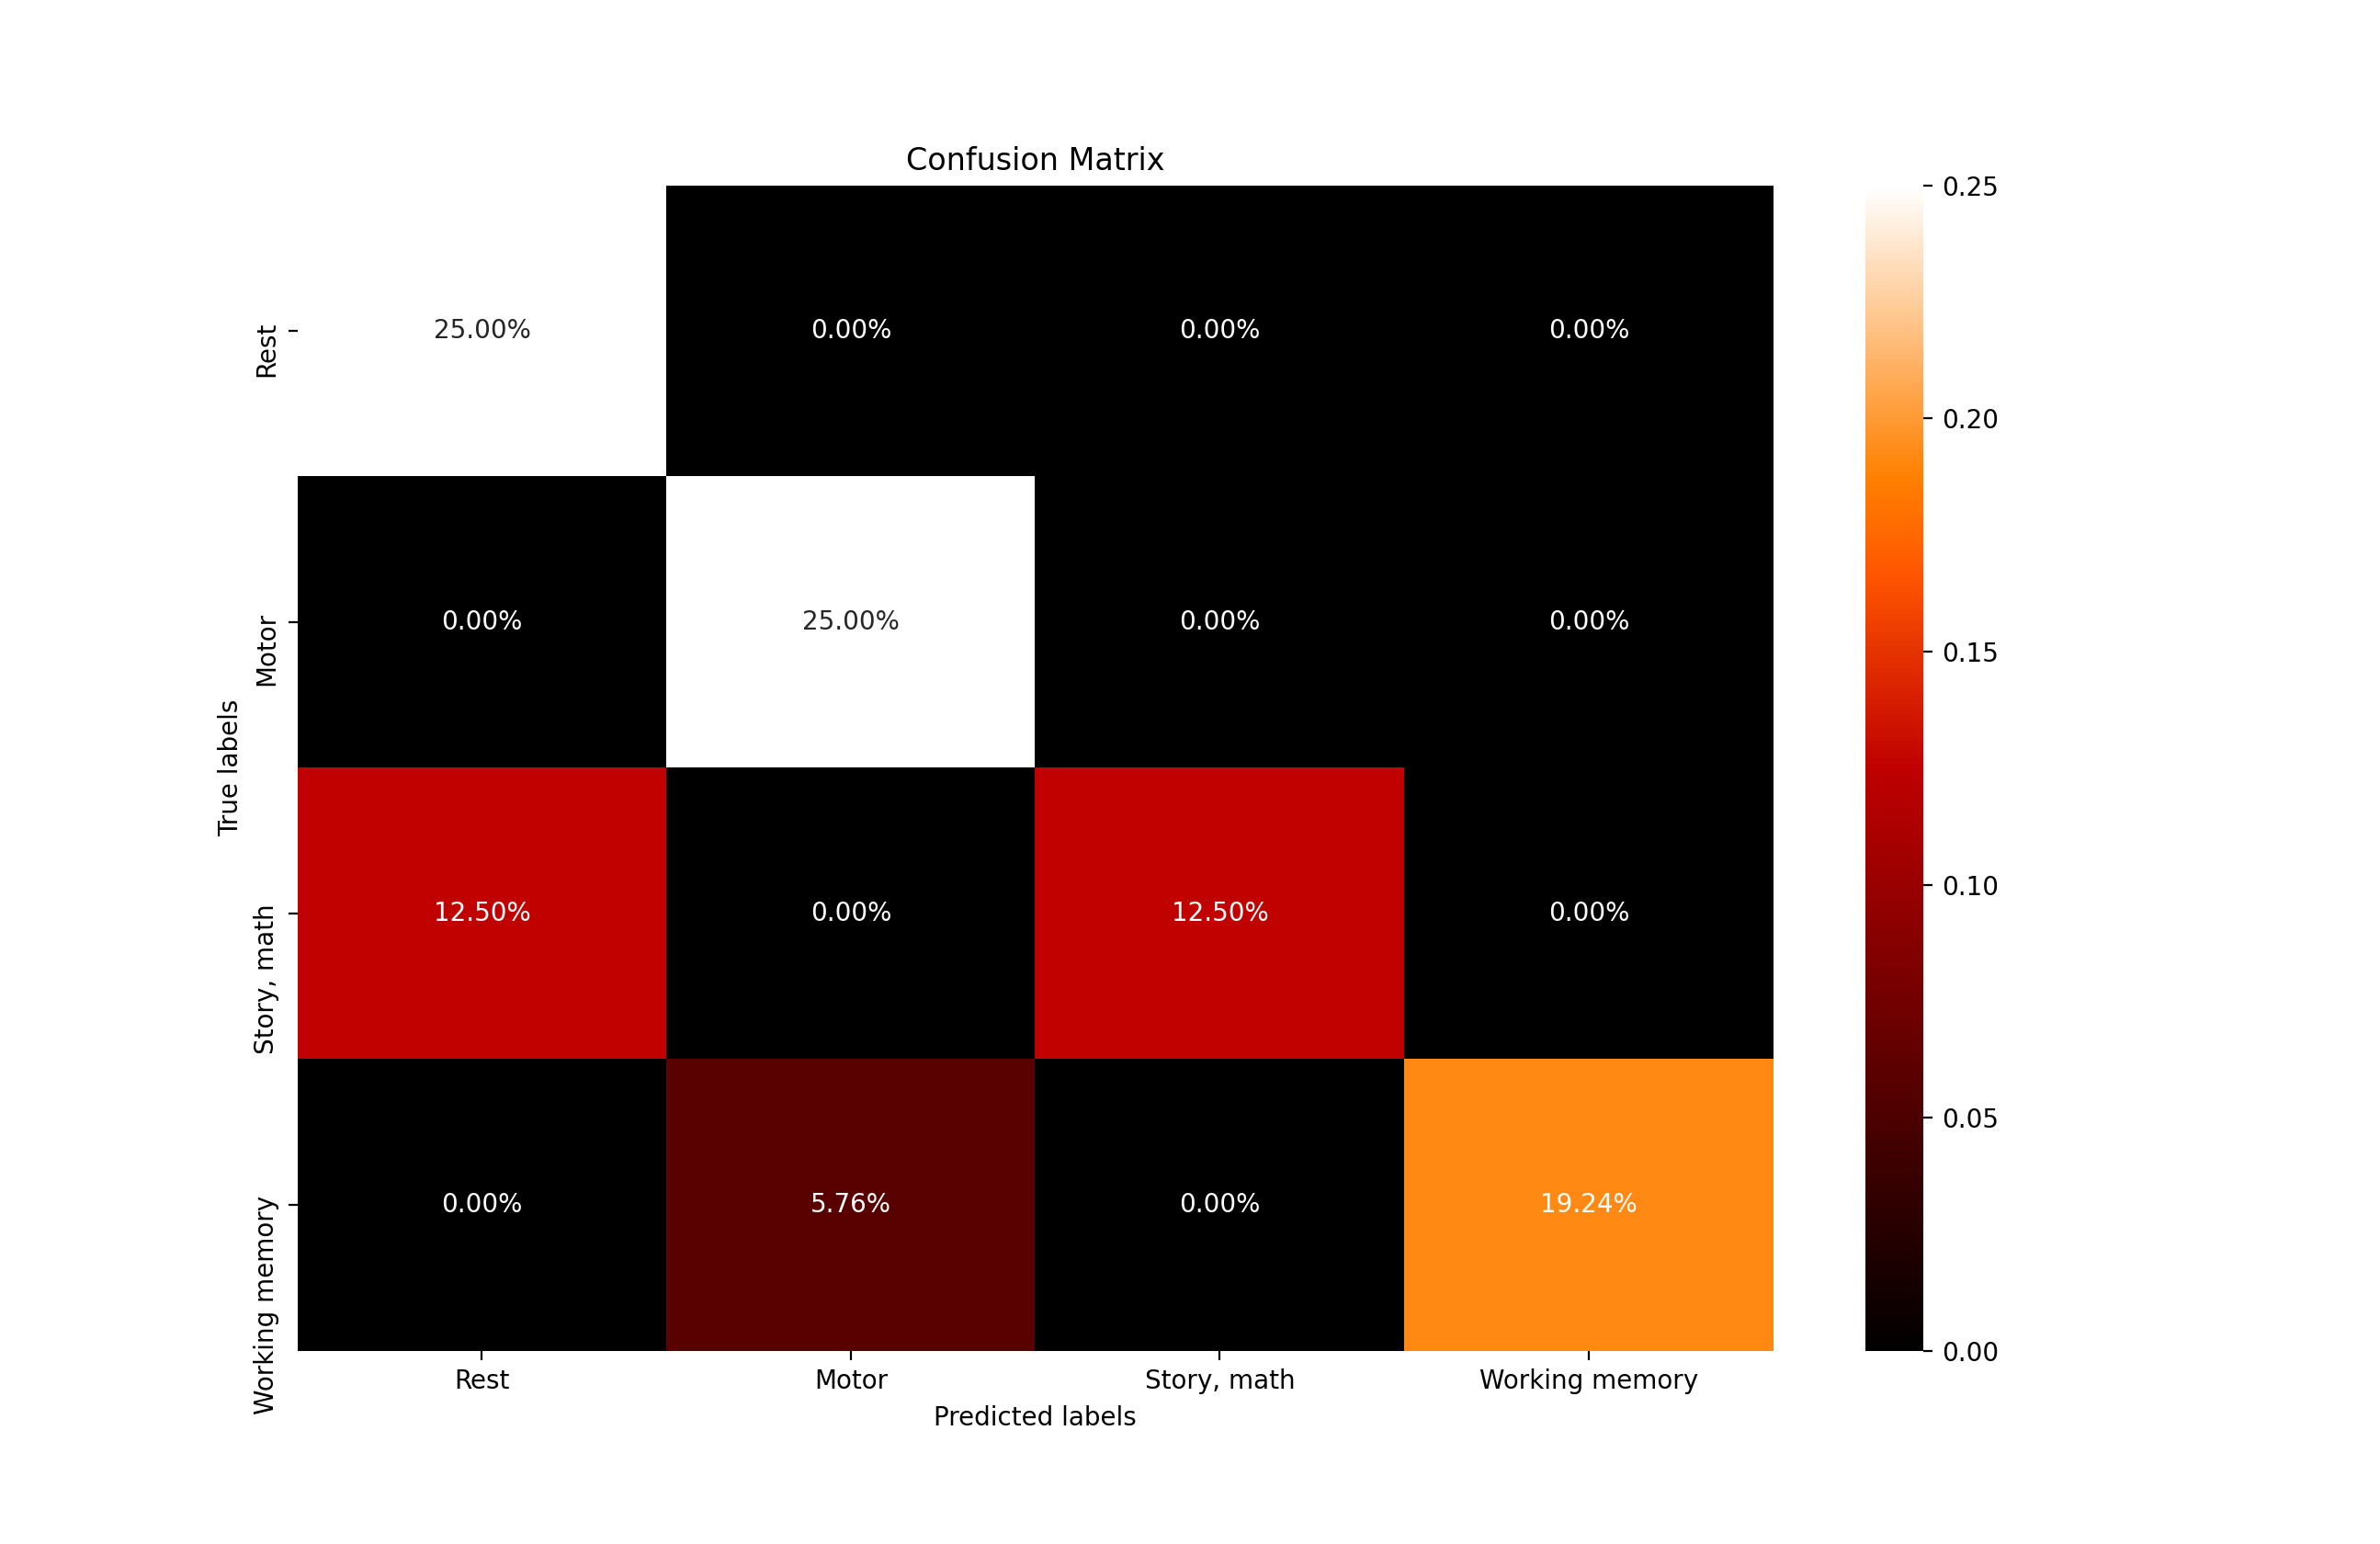 Confusion Matrix
25.00% 0.00% 0.00% 0.00%
0.00% 25.00% 0.00% 0.00%
12.50% 0.00% 12.50% 0.00%
0.00% 5.76% 0.00% 19.24%
Rest
Motor
Story, math
Working memory
True labels
Rest Motor Story, math Working memory
Predicted labels
0.25
0.20
0.15
0.10
0.05
0.00